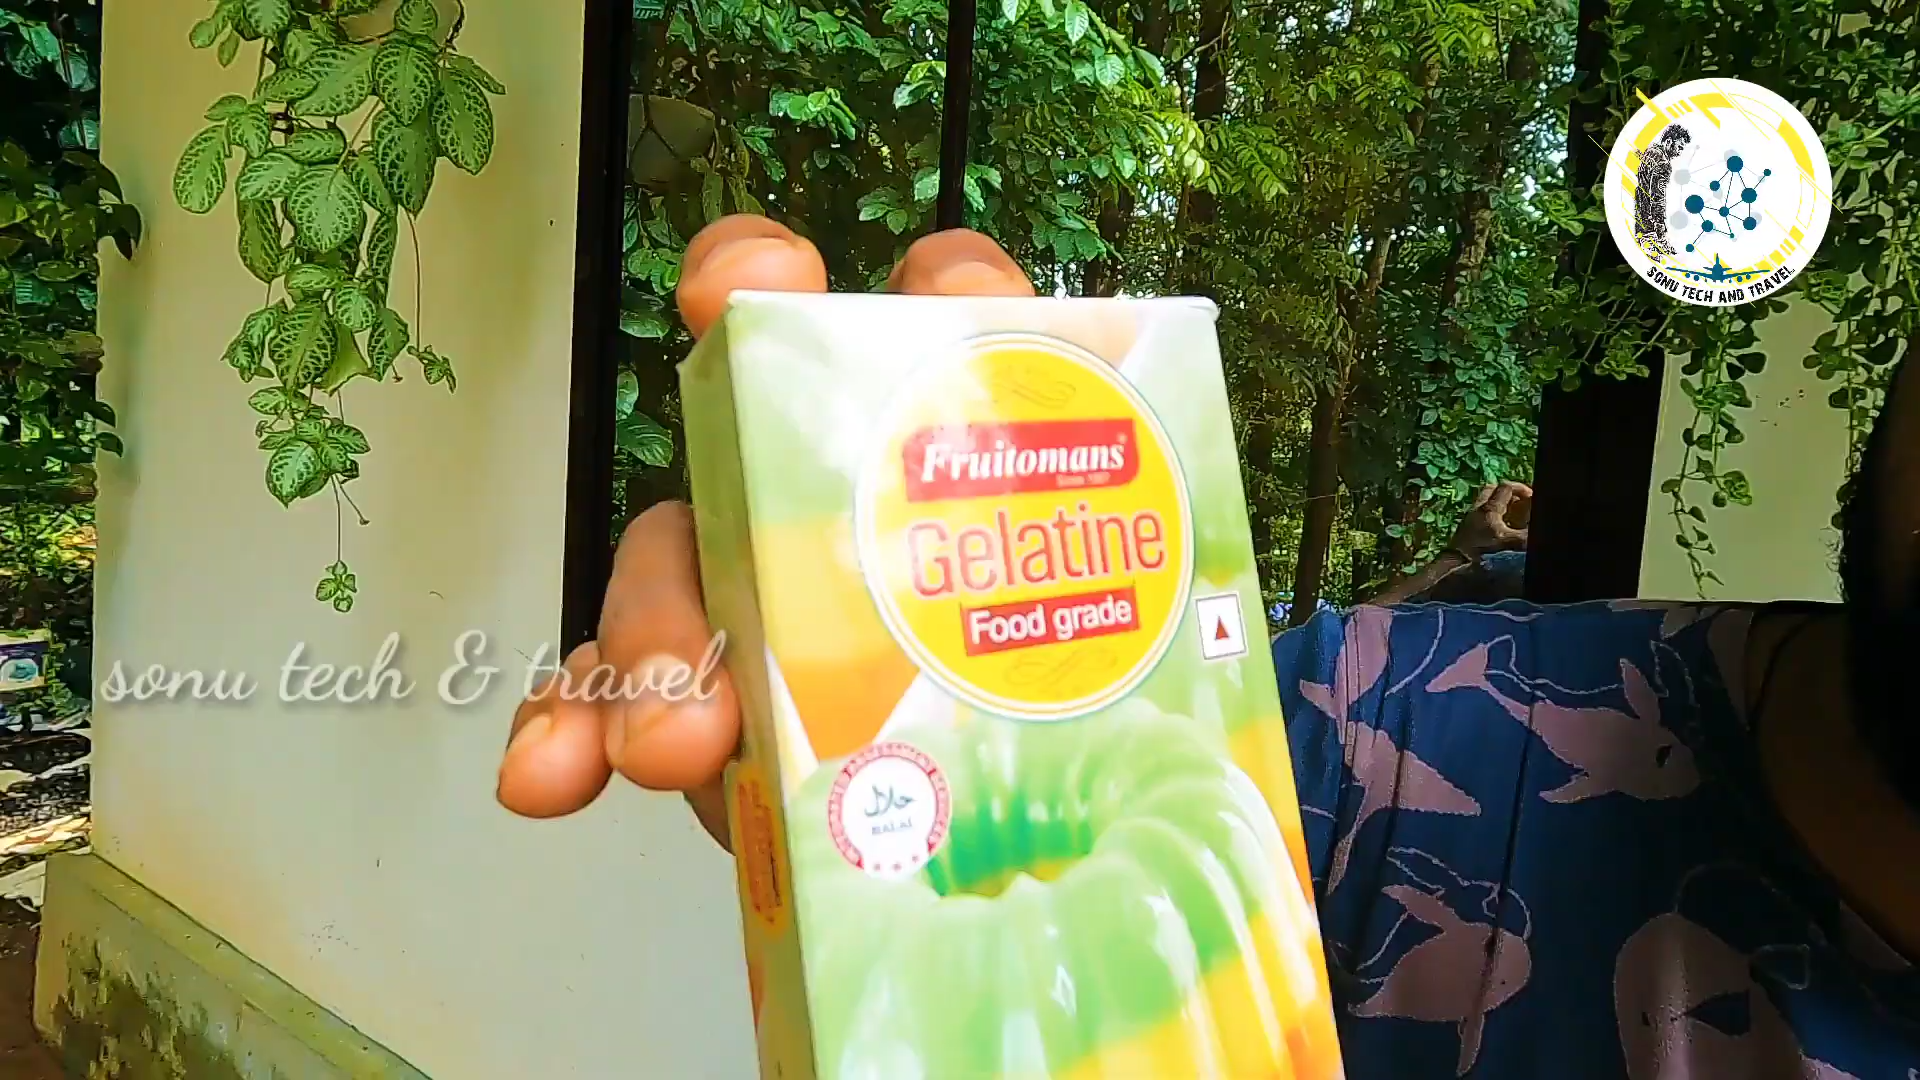 SONU TECH AND TRAVEL
Fruitomans
Gelatine
Food grade
sonu tech & travel
حلال
HALAL